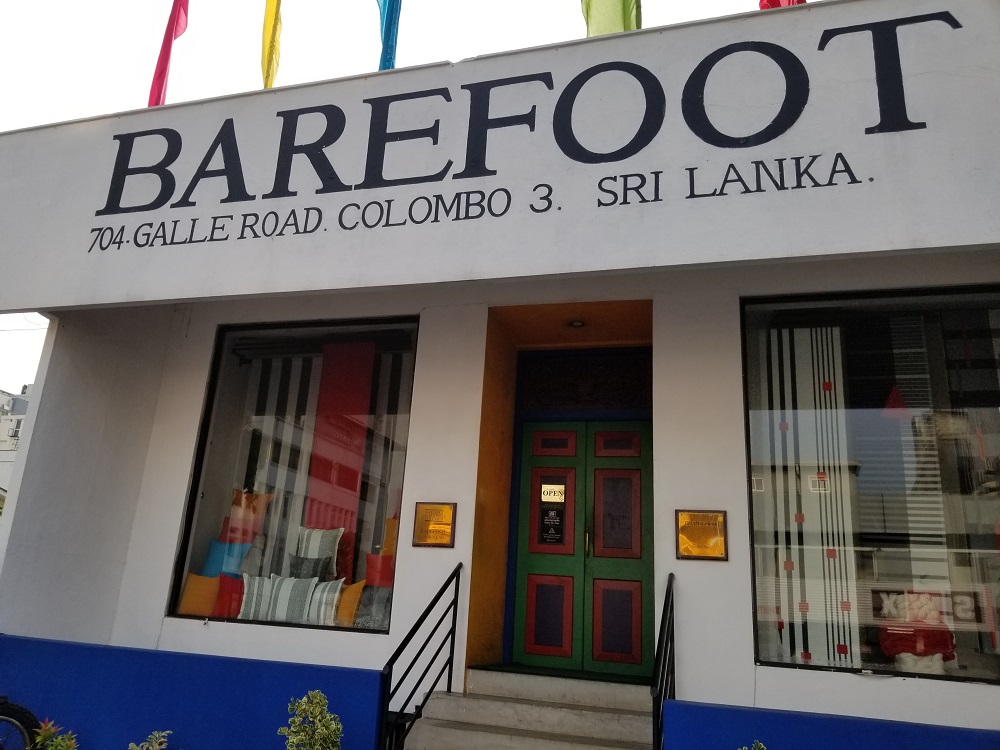 BAREFOOT
704·GALLE ROAD. COLOMBO 3. SRI LANKA.
OPEN